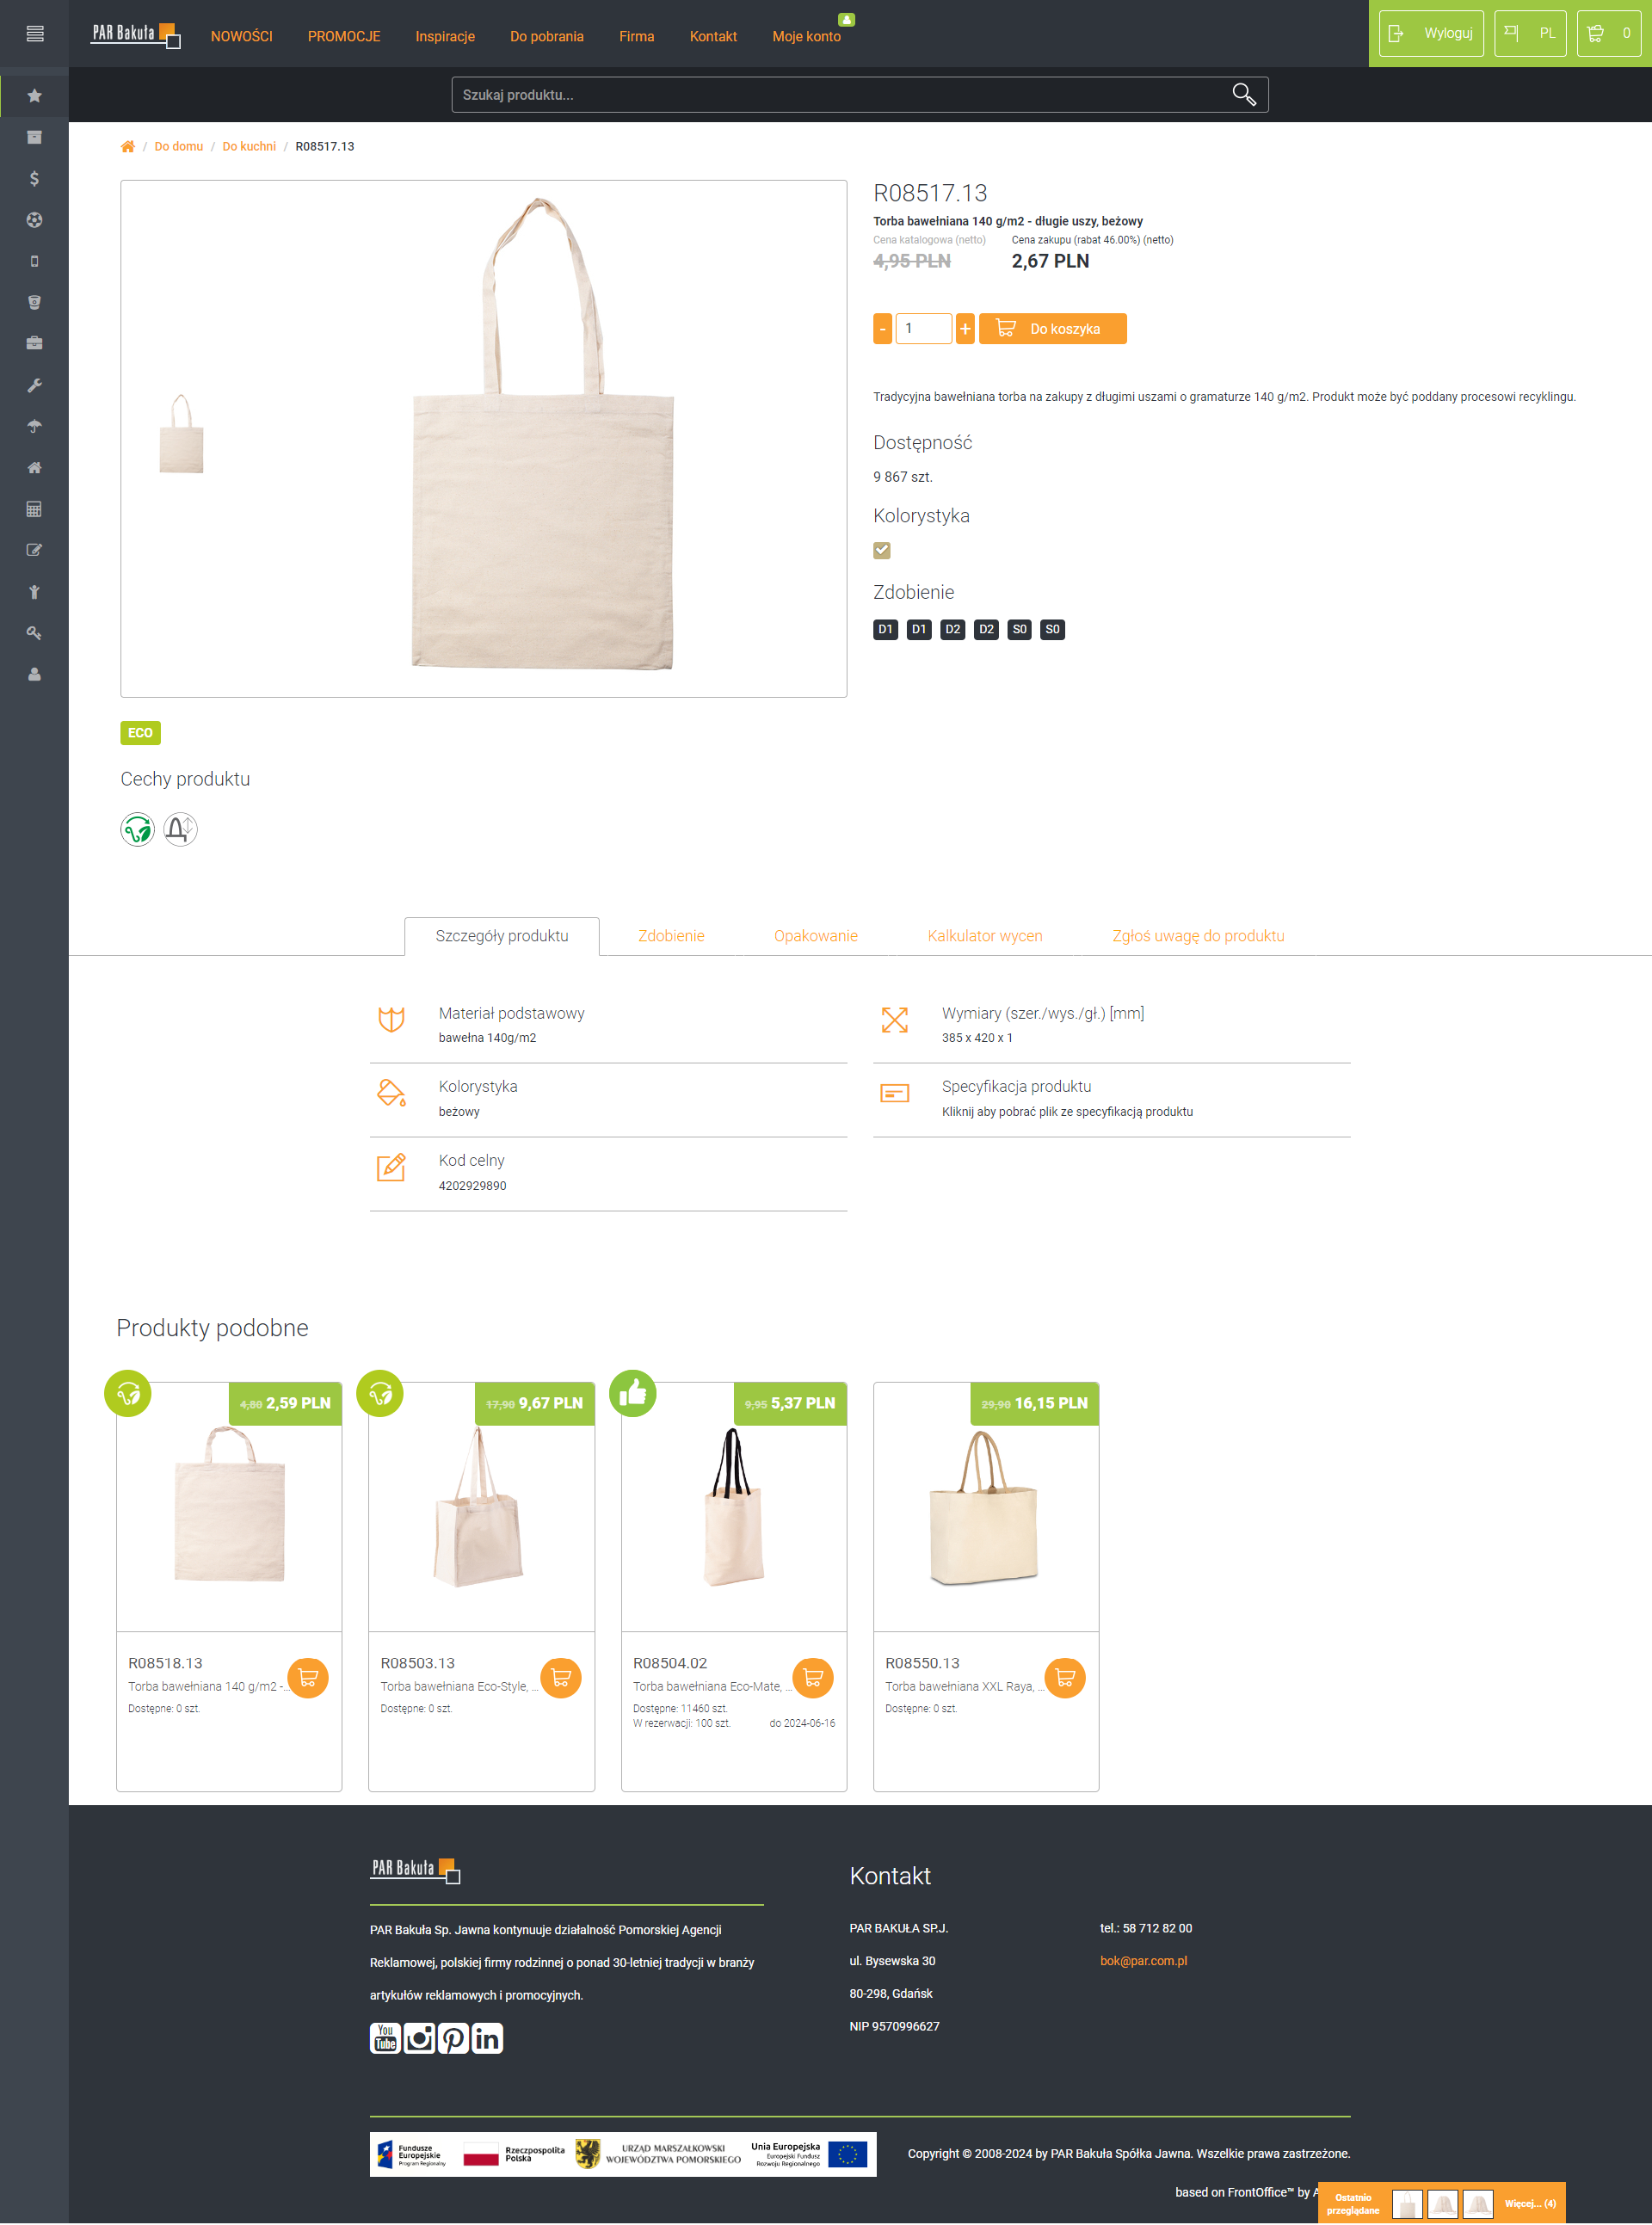 PAR Bakuła
NOWOŚCI
PROMOCJE
Inspiracje
Do pobrania
Firma
Kontakt
Moje konto
Wyloguj
PL
0
Szukaj produktu...
/ Do domu / Do kuchni / R08517.13
R08517.13
Torba bawełniana 140 g/m2 - długie uszy, beżowy
Cena katalogowa (netto)
Cena zakupu (rabat 46.00%) (netto)
4,95 PLN
2,67 PLN
-
1
+
Do koszyka
Tradycyjna bawełniana torba na zakupy z długimi uszami o gramaturze 140 g/m2. Produkt może być poddany procesowi recyklingu.
Dostępność
9 867 szt.
Kolorystyka
Zdobienie
D1 D1 D2 D2 S0 S0
ECO
Cechy produktu
Szczegóły produktu
Zdobienie
Opakowanie
Kalkulator wycen
Zgłoś uwagę do produktu
Materiał podstawowy
bawełna 140g/m2
Wymiary (szer./wys./gł.) [mm]
385 x 420 x 1
Kolorystyka
beżowy
Specyfikacja produktu
Kliknij aby pobrać plik ze specyfikacją produktu
Kod celny
4202929890
Produkty podobne
4,80 2,59 PLN
R08518.13
Torba bawełniana 140 g/m2 -...
Dostępne: 0 szt.
17,90 9,67 PLN
R08503.13
Torba bawełniana Eco-Style, ...
Dostępne: 0 szt.
9,95 5,37 PLN
R08504.02
Torba bawełniana Eco-Mate, ...
Dostępne: 11460 szt.
W rezerwacji: 100 szt. do 2024-06-16
29,90 16,15 PLN
R08550.13
Torba bawełniana XXL Raya, ...
Dostępne: 0 szt.
PAR Bakuła
PAR Bakuła Sp. Jawna kontynuuje działalność Pomorskiej Agencji
Reklamowej, polskiej firmy rodzinnej o ponad 30-letniej tradycji w branży
artykułów reklamowych i promocyjnych.
You
Tube
in
Kontakt
PAR BAKUŁA SP.J.
ul. Bysewska 30
80-298, Gdańsk
NIP 9570996627
tel.: 58 712 82 00
bok@par.com.pl
Fundusze
Europejskie
Program Regionalny
Rzeczpospolita
Polska
URZĄD MARSZAŁKOWSKI
WOJEWÓDZTWA POMORSKIEGO
Unia Europejska
Europejski Fundusz
Rozwoju Regionalnego
Copyright © 2008-2024 by PAR Bakuła Spółka Jawna. Wszelkie prawa zastrzeżone.
based on FrontOffice™ by
Ostatnio
przeglądane
Więcej... (4)